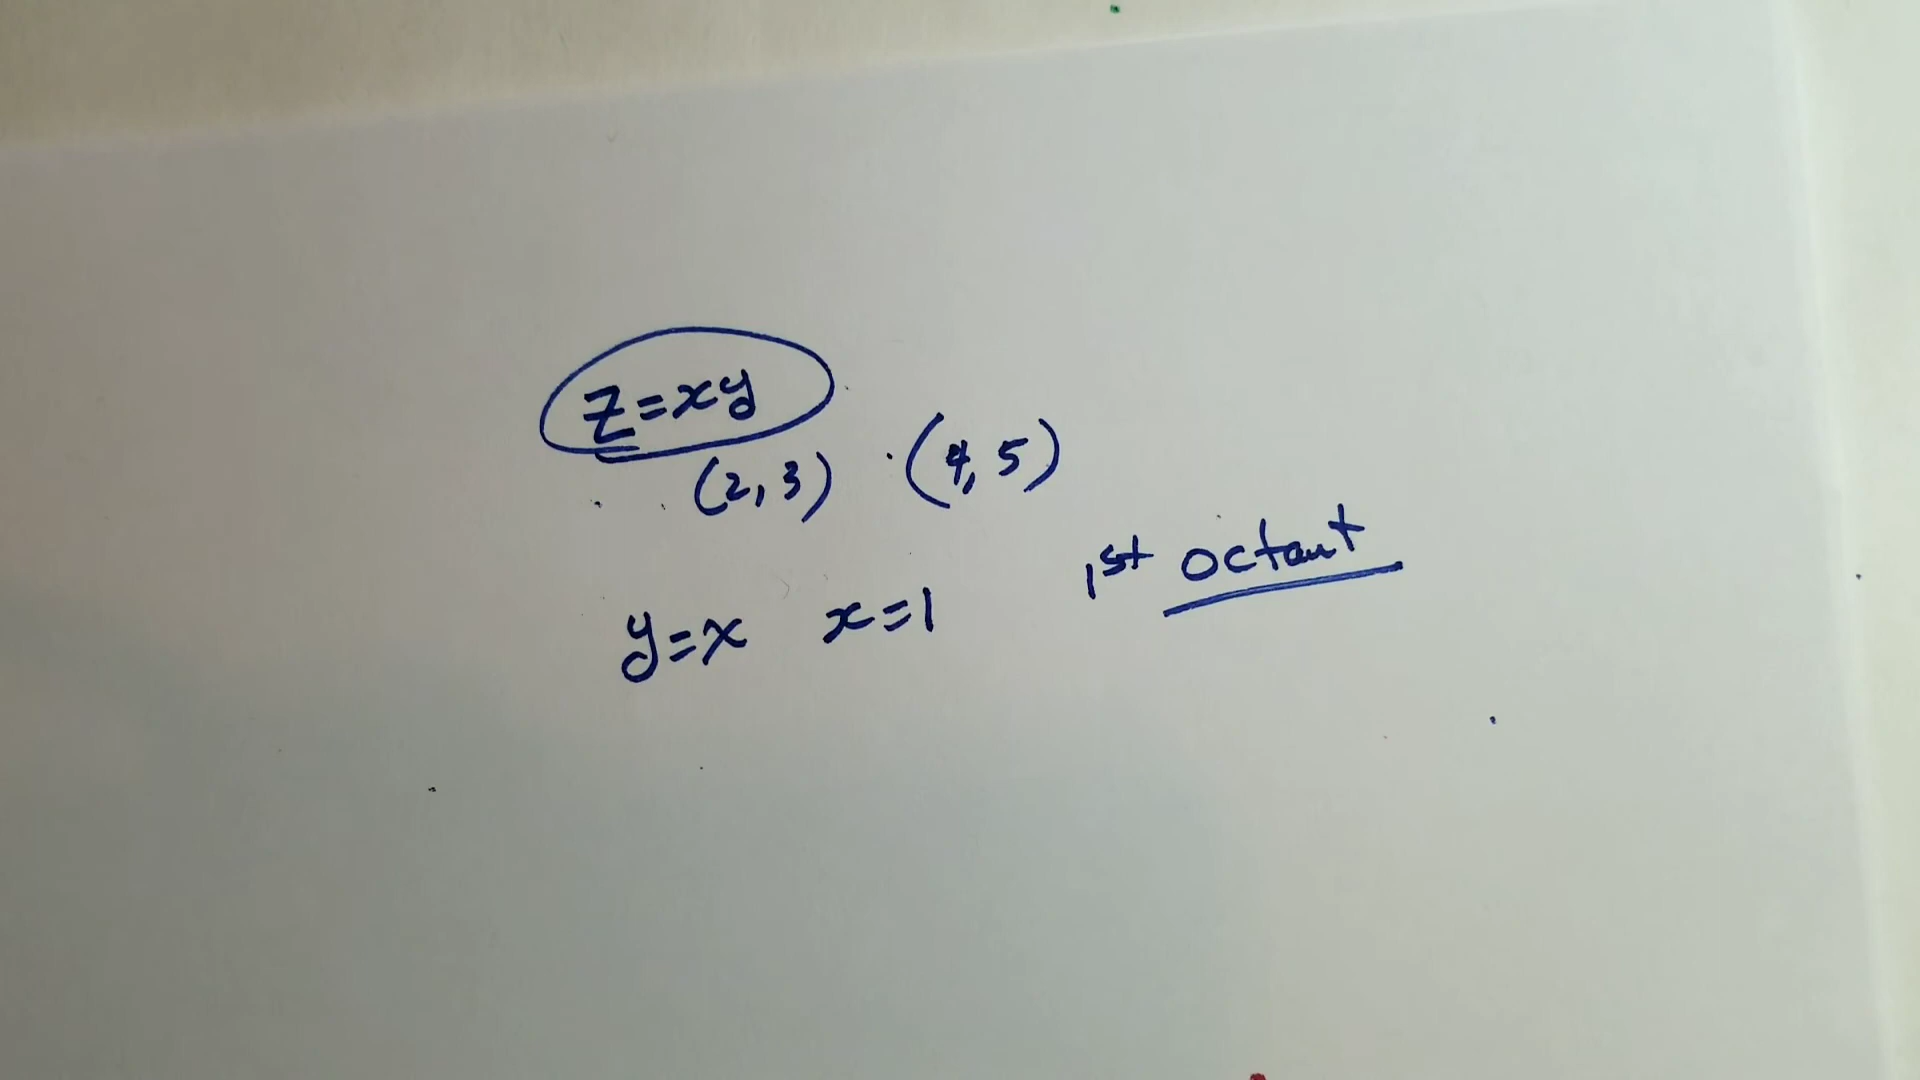 z=xy
(2,3) (4,5)
1st octant
y=x x=1